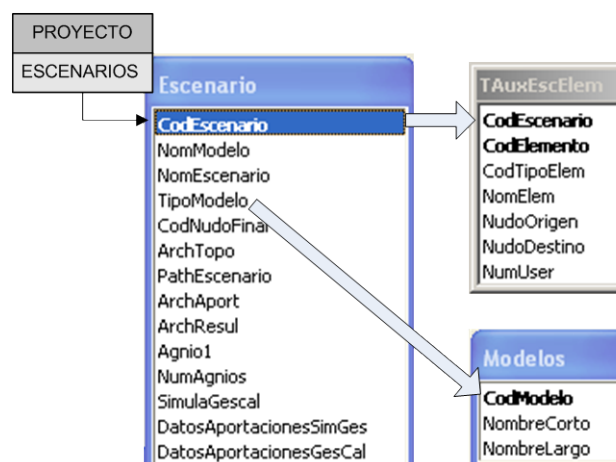 PROYECTO
ESCENARIOS
Escenario
CodEscenario
NomModelo
NomEscenario
TipoModelo
CodNudoFinal
ArchTopo
PathEscenario
ArchAport
ArchResul
Agnio1
NumAgnios
SimulaGescal
DatosAportacionesSimGes
DatosAportacionesGesCal
TAuxEscElem
CodEscenario
CodElemento
CodTipoElem
NomElem
NudoOrigen
NudoDestino
NumUser
Modelos
CodModelo
NombreCorto
NombreLargo